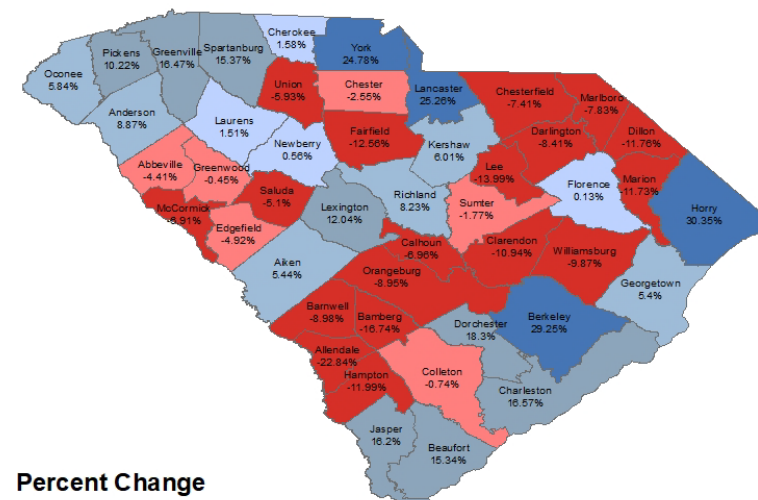 Cherokee
1.58%
York
24.78%
Spartanburg
15.37%
Greenville
16.47%
Pickens
10.22%
Oconee
5.84%
Union
-5.93%
Chester
-2.55%
Lancaster
25.26%
Chesterfield
-7.41%
Marlboro
-7.83%
Anderson
8.87%
Laurens
1.51%
Newberry
0.56%
Fairfield
-12.56%
Kershaw
6.01%
Darlington
-8.41%
Dillon
-11.76%
Abbeville
-4.41%
Greenwood
-0.45%
Saluda
-5.1%
Lee
-13.99%
Florence
0.13%
Marion
-11.73%
Horry
30.35%
McCormick
-6.91%
Edgefield
-4.92%
Lexington
12.04%
Richland
8.23%
Sumter
-1.77%
Calhoun
-6.96%
Clarendon
-10.94%
Williamsburg
-9.87%
Aiken
5.44%
Orangeburg
-8.95%
Georgetown
5.4%
Barnwell
-8.98%
Bamberg
-16.74%
Dorchester
18.3%
Berkeley
29.25%
Allendale
-22.84%
Hampton
-11.99%
Colleton
-0.74%
Charleston
16.57%
Jasper
16.2%
Beaufort
15.34%
Percent Change